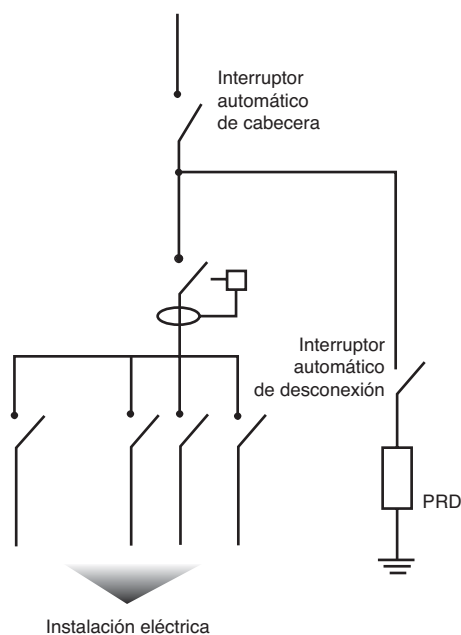 Interruptor
automático
de cabecera
Interruptor
automático
de desconexión
PRD
Instalación eléctrica